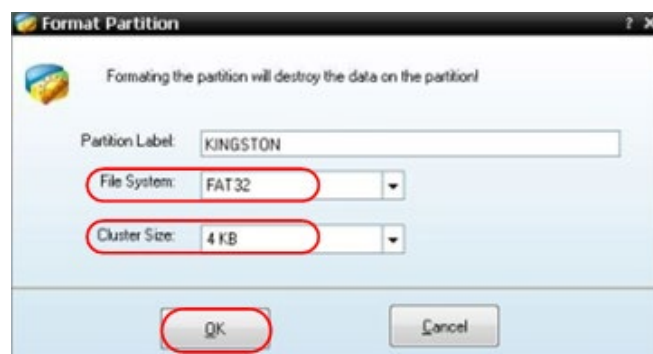 Format Partition ? X
Formating the partition will destroy the data on the partition!
Partition Label: KINGSTON
File System: FAT32
Cluster Size: 4 KB
OK Cancel